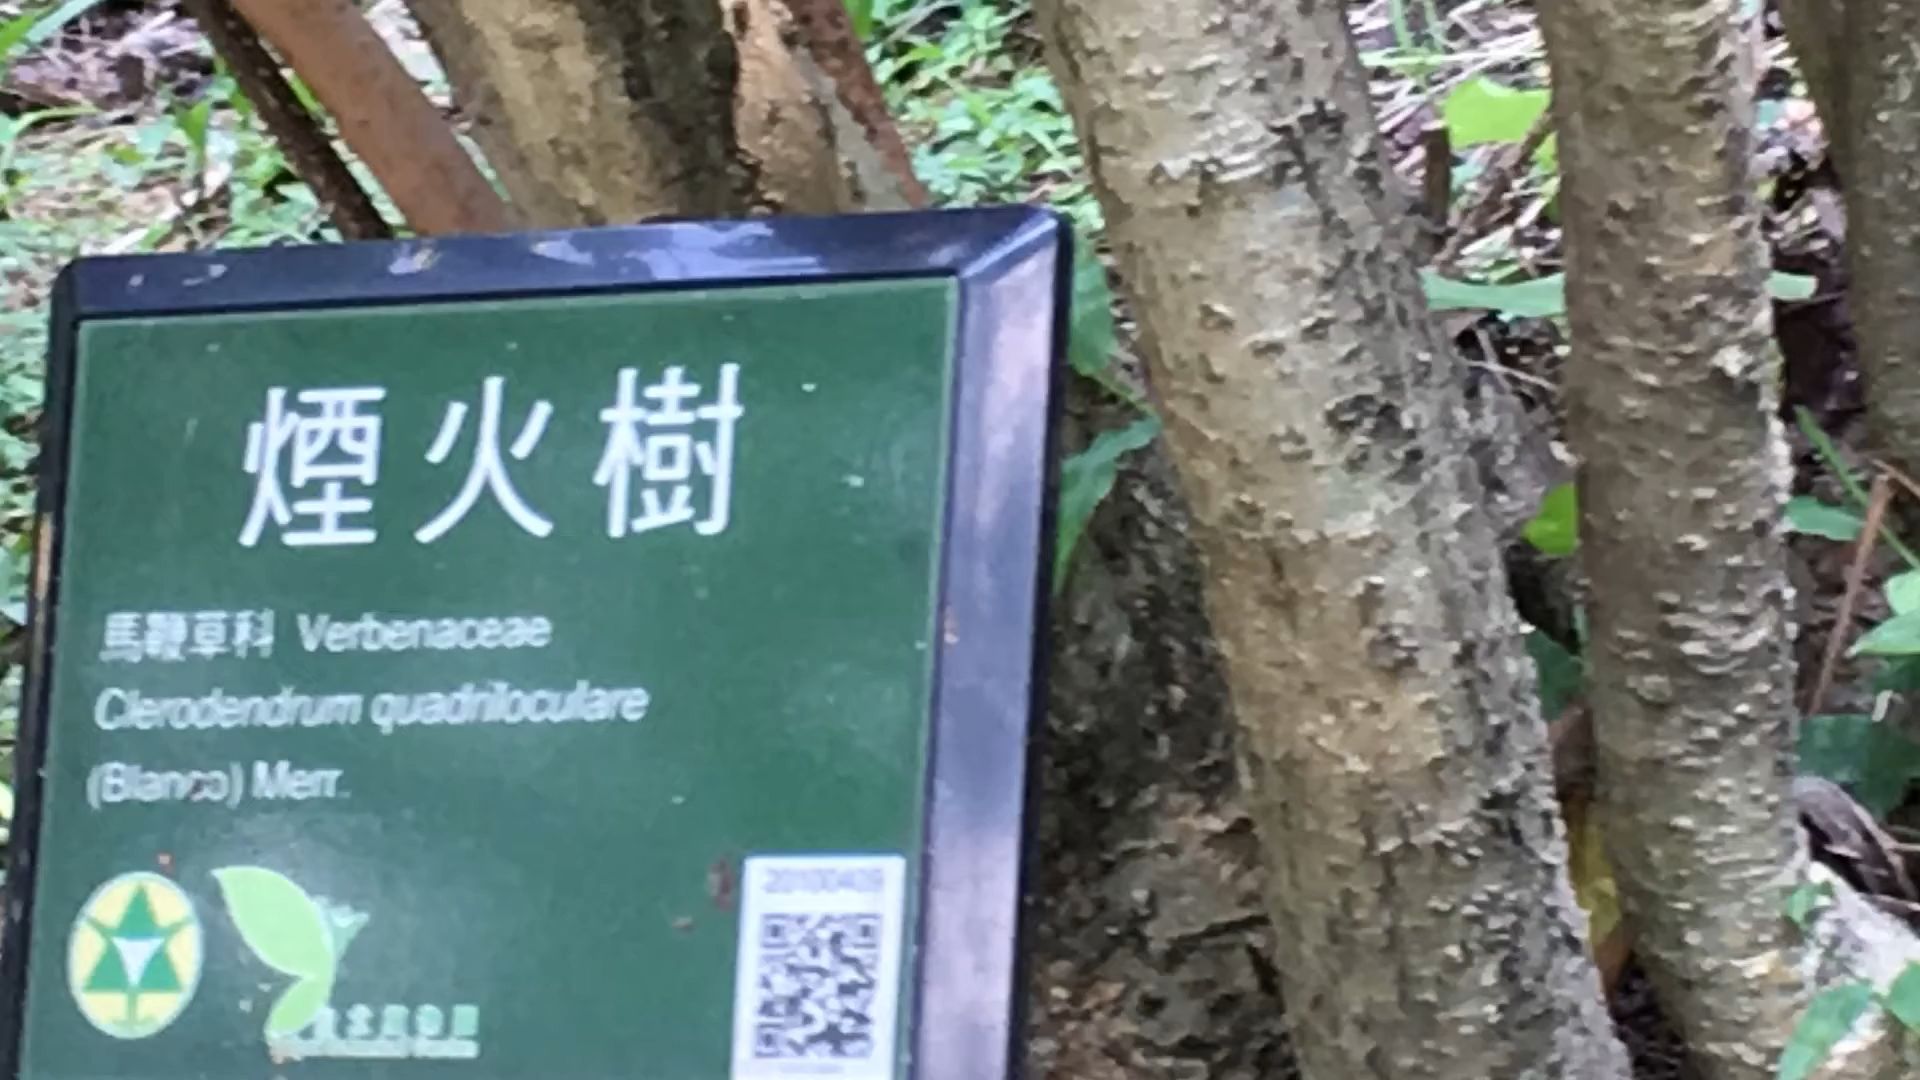 煙火樹
馬鞭草科 Verbenaceae
Clerodendrum quadriloculare
(Blanco) Merr.